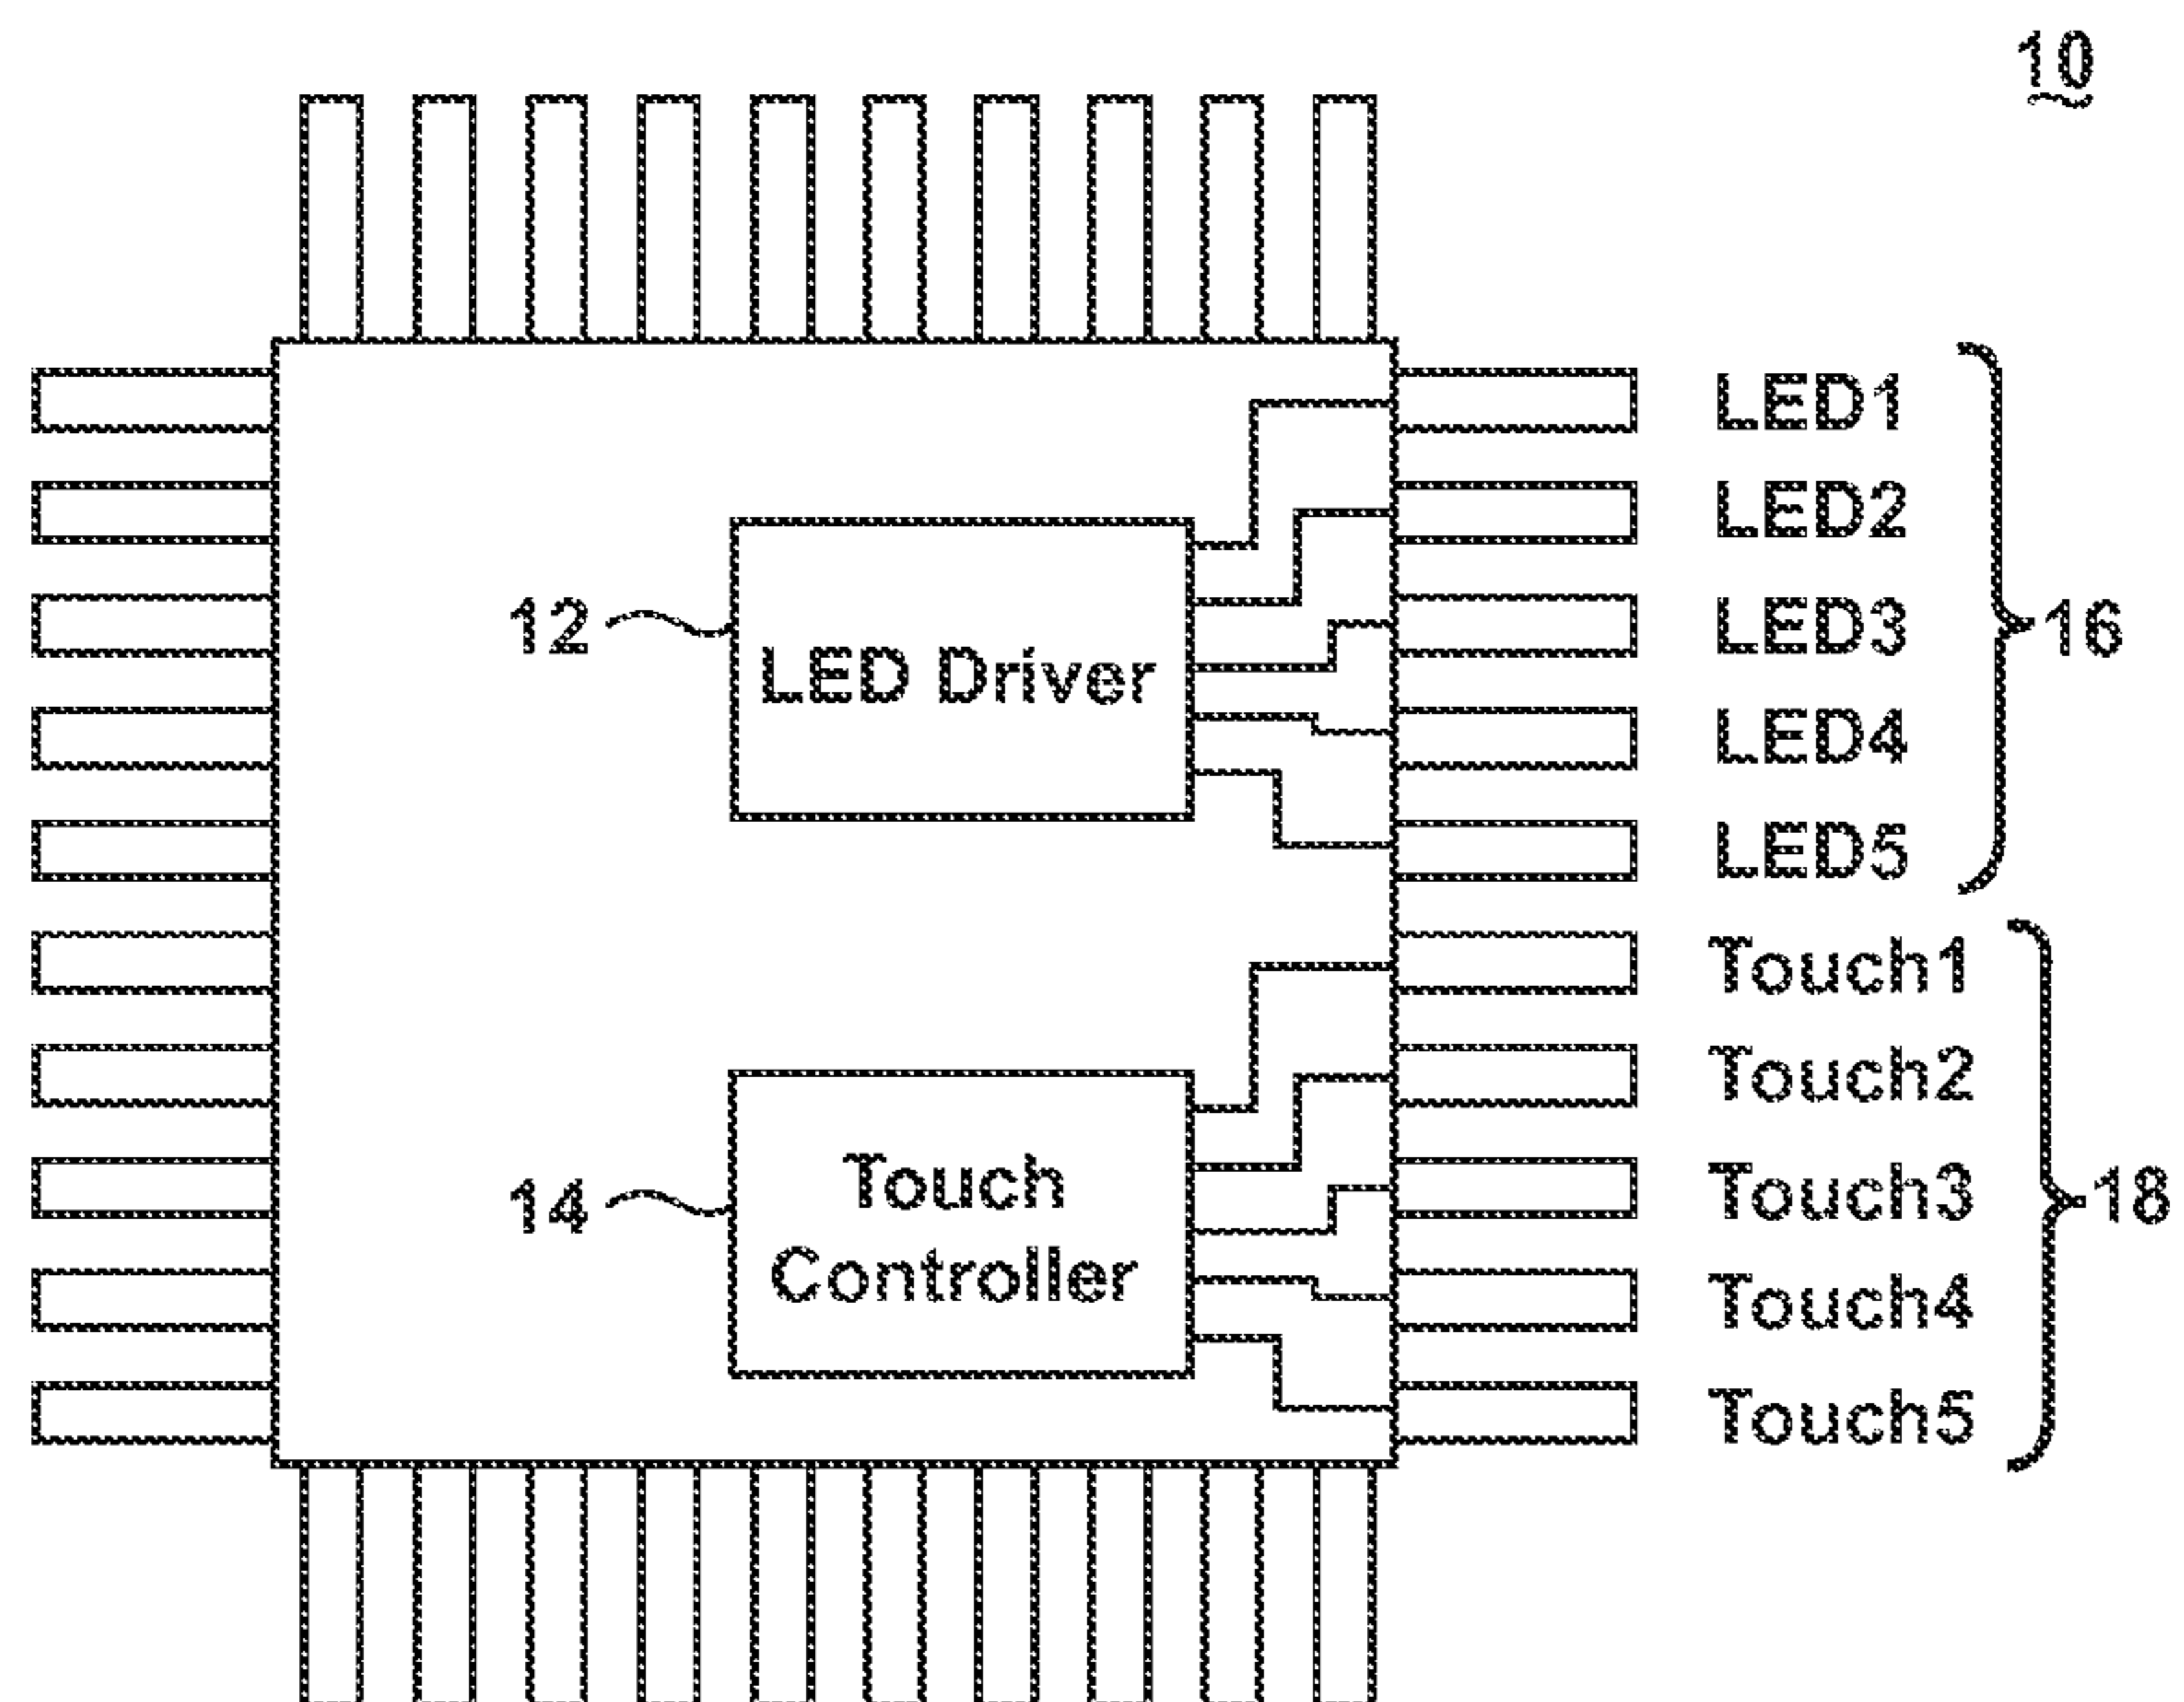 10
LED1
LED2
12
LED3
16
LED Driver
LED4
LED5
Touch1
Touch2
14
Touch
Touch3
18
Controller
Touch4
Touch5